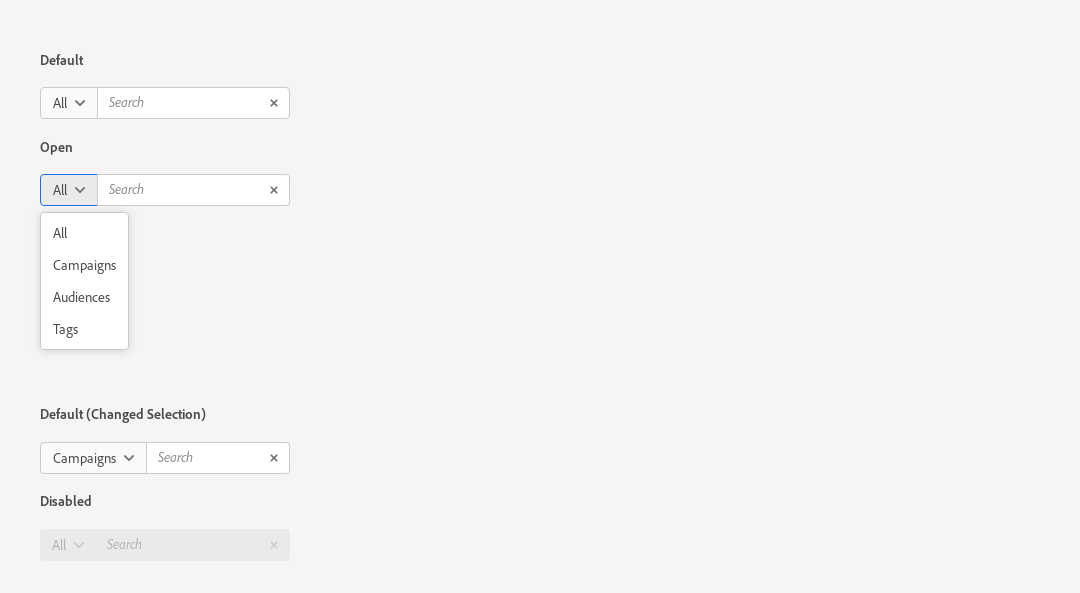 Default
All Search
Open
All Search
All
Campaigns
Audiences
Tags
Default (Changed Selection)
Campaigns Search
Disabled
All Search